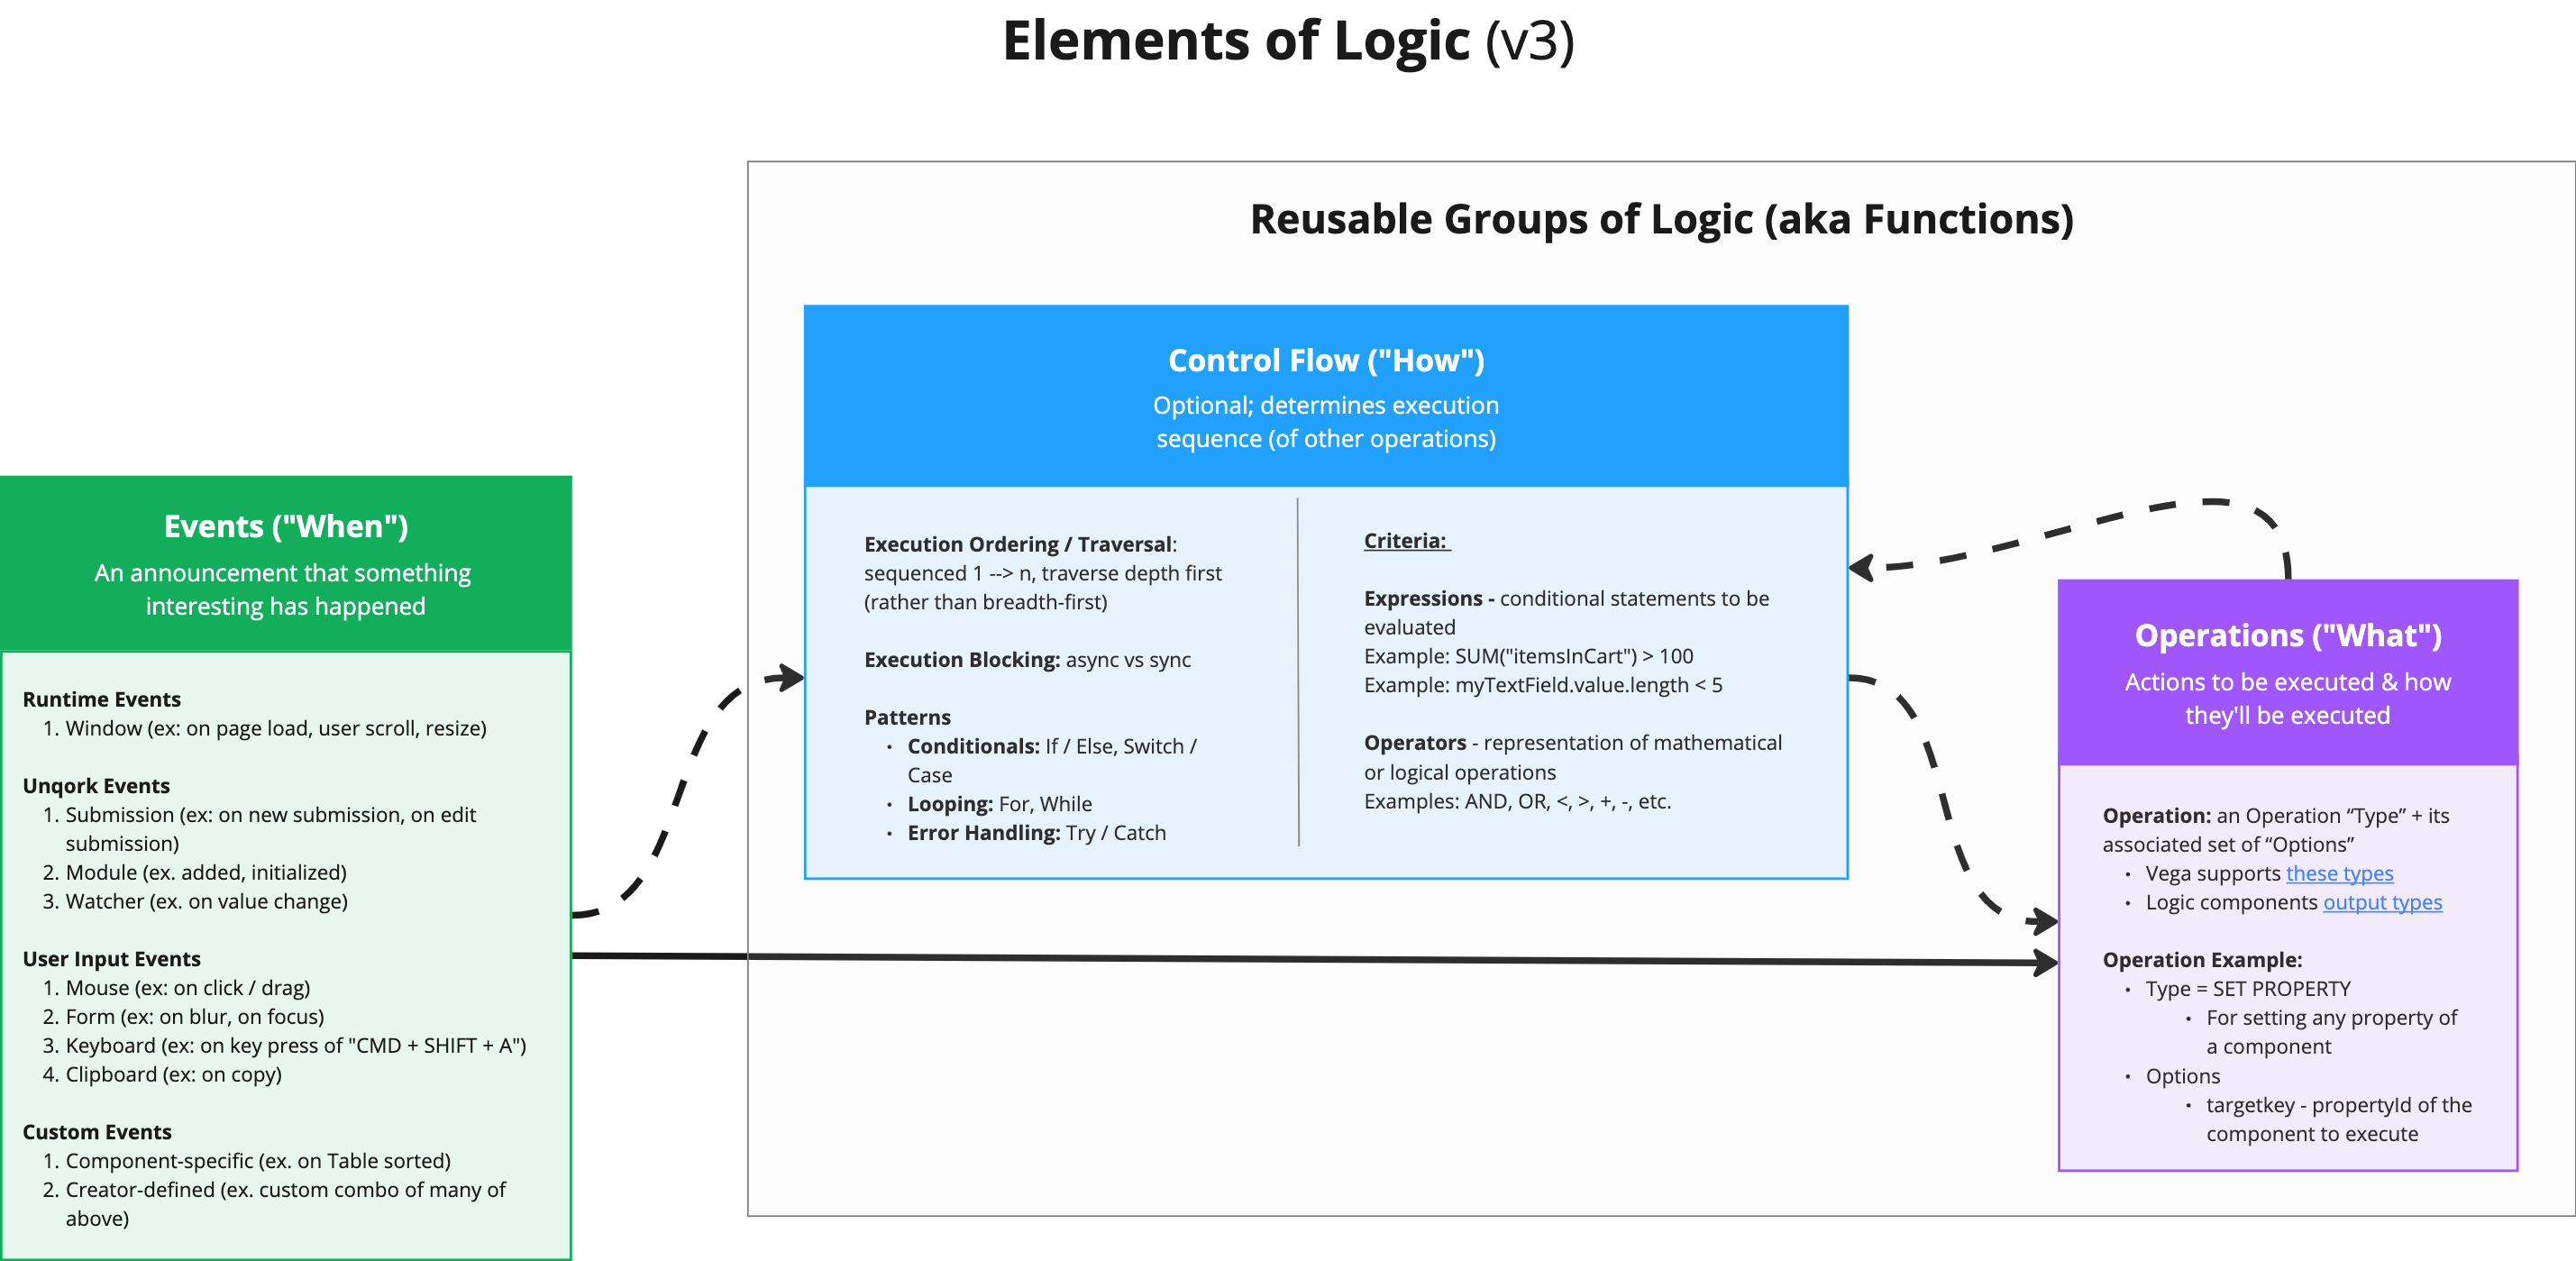 Elements of Logic (v3)
Reusable Groups of Logic (aka Functions)
Events ("When")
An announcement that something
interesting has happened
Runtime Events
1. Window (ex: on page load, user scroll, resize)
Unqork Events
1. Submission (ex: on new submission, on edit
submission)
2. Module (ex. added, initialized)
3. Watcher (ex. on value change)
User Input Events
1. Mouse (ex: on click / drag)
2. Form (ex: on blur, on focus)
3. Keyboard (ex: on key press of "CMD + SHIFT + A")
4. Clipboard (ex: on copy)
Custom Events
1. Component-specific (ex. on Table sorted)
2. Creator-defined (ex. custom combo of many of
above)
Control Flow ("How")
Optional; determines execution
sequence (of other operations)
Execution Ordering / Traversal:
sequenced 1 --> n, traverse depth first
(rather than breadth-first)
Execution Blocking: async vs sync
Patterns
• Conditionals: If / Else, Switch /
Case
• Looping: For, While
• Error Handling: Try / Catch
Criteria:
Expressions - conditional statements to be
evaluated
Example: SUM("itemsInCart") > 100
Example: myTextField.value.length < 5
Operators - representation of mathematical
or logical operations
Examples: AND, OR, <, >, +, -, etc.
Operations ("What")
Actions to be executed & how
they'll be executed
Operation: an Operation “Type” + its
associated set of “Options”
• Vega supports these types
• Logic components output types
Operation Example:
• Type = SET PROPERTY
• For setting any property of
a component
• Options
• targetkey - propertyId of the
component to execute